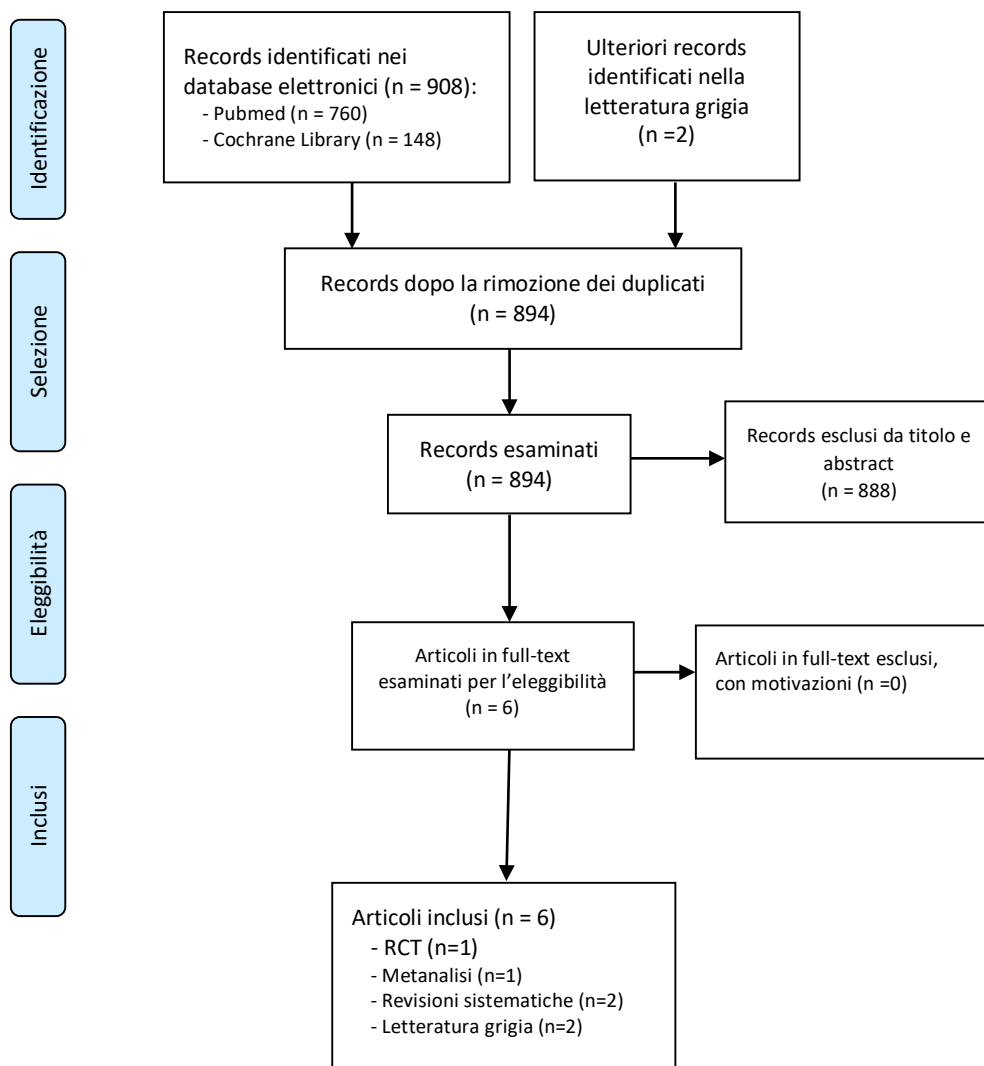 Identificazione
Records identificati nei
database elettronici (n = 908):
- Pubmed (n = 760)
- Cochrane Library (n = 148)
Ulteriori records
identificati nella
letteratura grigia
(n =2)
Selezione
Records dopo la rimozione dei duplicati
(n = 894)
Records esaminati
(n = 894)
Records esclusi da titolo e
abstract
(n = 888)
Eleggibilità
Articoli in full-text
esaminati per l’eleggibilità
(n = 6)
Articoli in full-text esclusi,
con motivazioni (n =0)
Inclusi
Articoli inclusi (n = 6)
- RCT (n=1)
- Metanalisi (n=1)
- Revisioni sistematiche (n=2)
- Letteratura grigia (n=2)